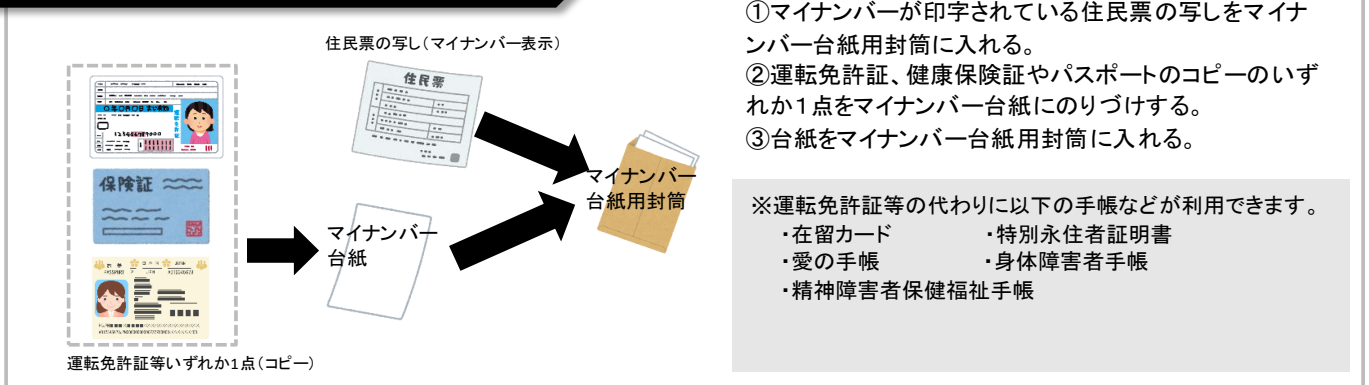 ①マイナンバーが印字されている住民票の写しをマイナ
ンバー台紙用封筒に入れる。
②運転免許証、健康保険証やパスポートのコピーのいず
れか1点をマイナンバー台紙にのりづけする。
③台紙をマイナンバー台紙用封筒に入れる。
住民票の写し(マイナンバー表示)
住民票
保険証
マイナンバー
台紙
マイナンバー
台紙用封筒
運転免許証等いずれか1点(コピー)
※運転免許証等の代わりに以下の手帳などが利用できます。
・在留カード ・特別永住者証明書
・愛の手帳 ・身体障害者手帳
・精神障害者保健福祉手帳